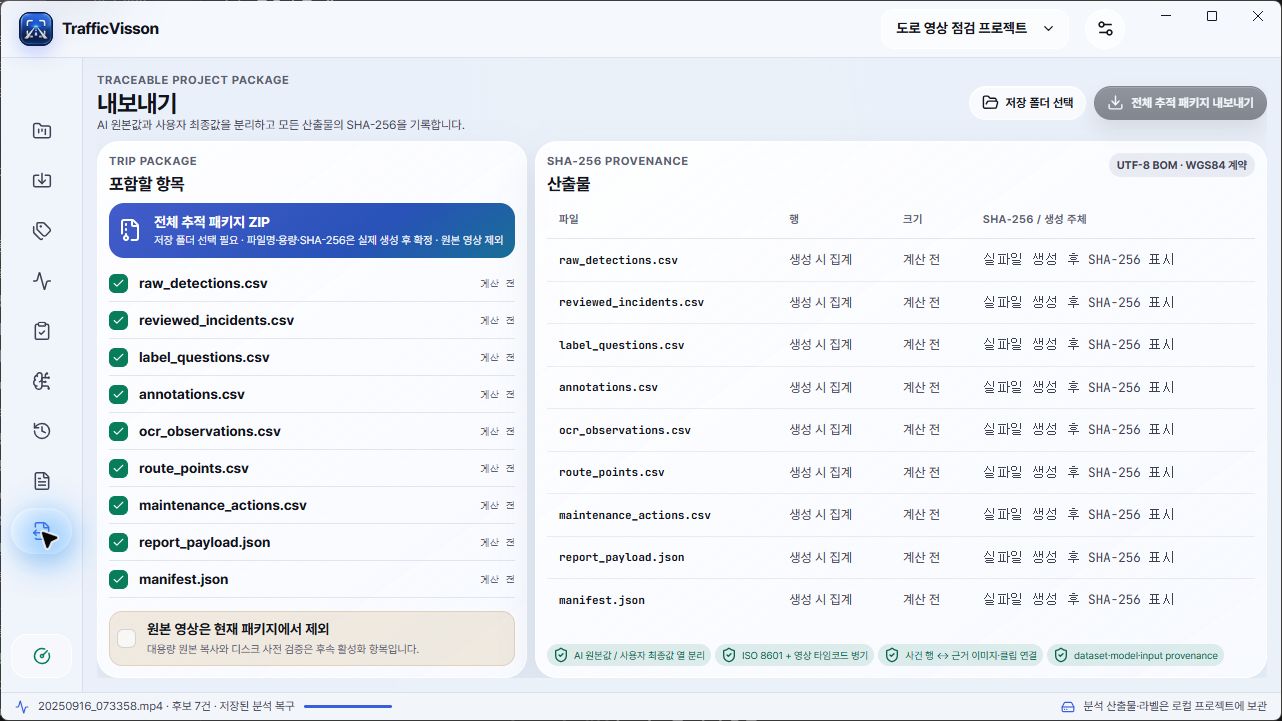 TrafficVisson
도로 영상 점검 프로젝트
TRACEABLE PROJECT PACKAGE
내보내기
AI 원본값과 사용자 최종값을 분리하고 모든 산출물의 SHA-256을 기록합니다.
저장 폴더 선택
전체 추적 패키지 내보내기
TRIP PACKAGE
포함할 항목
전체 추적 패키지 ZIP
저장 폴더 선택 필요 · 파일명·용량·SHA-256은 실제 생성 후 확정 · 원본 영상 제외
raw_detections.csv 계산 전
reviewed_incidents.csv 계산 전
label_questions.csv 계산 전
annotations.csv 계산 전
ocr_observations.csv 계산 전
route_points.csv 계산 전
maintenance_actions.csv 계산 전
report_payload.json 계산 전
manifest.json 계산 전
원본 영상은 현재 패키지에서 제외
대용량 원본 복사와 디스크 사전 검증은 후속 활성화 항목입니다.
SHA-256 PROVENANCE
산출물
UTF-8 BOM · WGS84 계약
파일 행 크기 SHA-256 / 생성 주체
raw_detections.csv 생성 시 집계 계산 전 실파일 생성 후 SHA-256 표시
reviewed_incidents.csv 생성 시 집계 계산 전 실파일 생성 후 SHA-256 표시
label_questions.csv 생성 시 집계 계산 전 실파일 생성 후 SHA-256 표시
annotations.csv 생성 시 집계 계산 전 실파일 생성 후 SHA-256 표시
ocr_observations.csv 생성 시 집계 계산 전 실파일 생성 후 SHA-256 표시
route_points.csv 생성 시 집계 계산 전 실파일 생성 후 SHA-256 표시
maintenance_actions.csv 생성 시 집계 계산 전 실파일 생성 후 SHA-256 표시
report_payload.json 생성 시 집계 계산 전 실파일 생성 후 SHA-256 표시
manifest.json 생성 시 집계 계산 전 실파일 생성 후 SHA-256 표시
AI 원본값 / 사용자 최종값 열 분리
ISO 8601 + 영상 타임코드 병기
사건 행 ↔ 근거 이미지·클립 연결
dataset·model·input provenance
20250916_073358.mp4 · 후보 7건 · 저장된 분석 복구
분석 산출물·라벨은 로컬 프로젝트에 보관